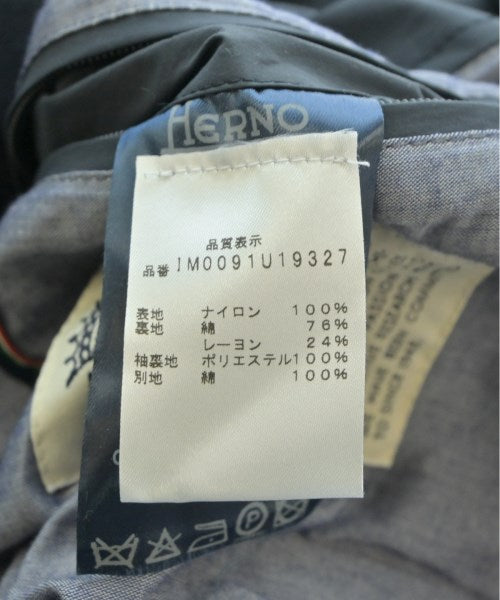 HERNO
品質表示
品番 IM0091U19327
表地 ナイロン 100%
裏地 綿 76%
レーヨン 24%
袖裏地 ポリエステル100%
別地 綿 100%